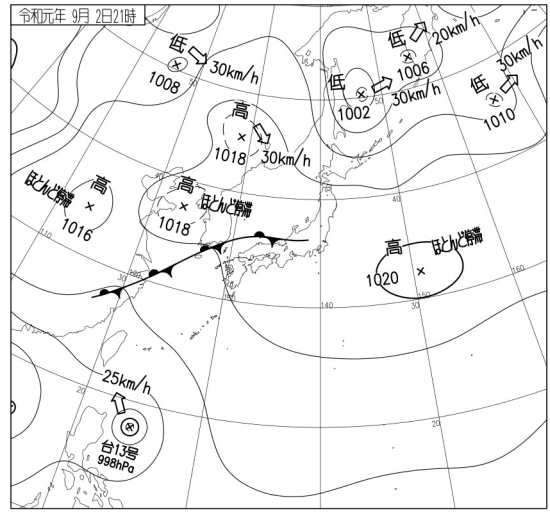 令和元年 9月 2日21時
低
1008
30km/h
低
20km/h
1006
低
1002
30km/h
低
30km/h
1010
高
1018
30km/h
高
ほとんど停滞
1016
高
ほとんど停滞
1018
高
ほとんど停滞
1020
50
50
40
40
30
30
20
20
110
140
150
160
25km/h
台13号
998hPa